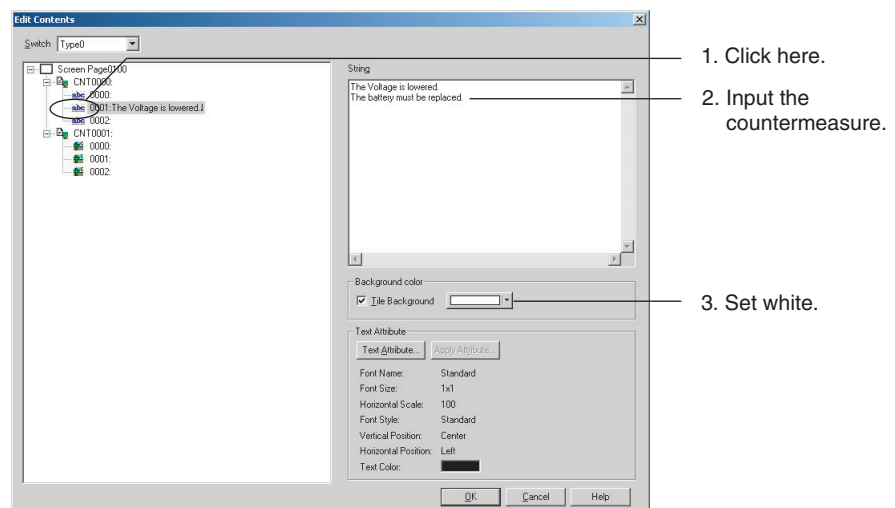 Edit Contents
Switch Type0
Screen Page0100
CNT0000:
abc 0000:
abc 0001:The Voltage is lowered.↓
abc 0002:
CNT0001:
0000:
0001:
0002:
String
The Voltage is lowered.
The battery must be replaced.
Background color
Tile Background
Text Attribute
Text Attribute... Apply Attribute...
Font Name: Standard
Font Size: 1x1
Horizontal Scale: 100
Font Style: Standard
Vertical Position: Center
Horizontal Position: Left
Text Color:
OK Cancel Help
1. Click here.
2. Input the
countermeasure.
3. Set white.